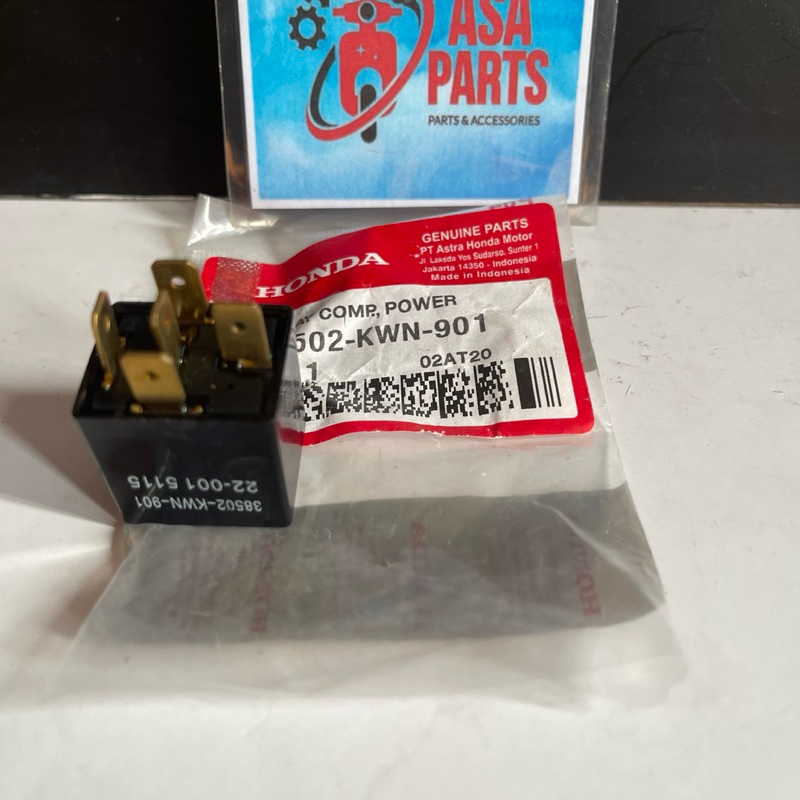 ASA
PARTS
PARTS & ACCESSORIES
HONDA
GENUINE PARTS
PT Astra Honda Motor
Jl. Laksda Yos Sudarso, Sunter 1
Jakarta 14350 - Indonesia
Made in Indonesia
COMP, POWER
502-KWN-901
1
02AT20
38502-KWN-901
22-001 5115